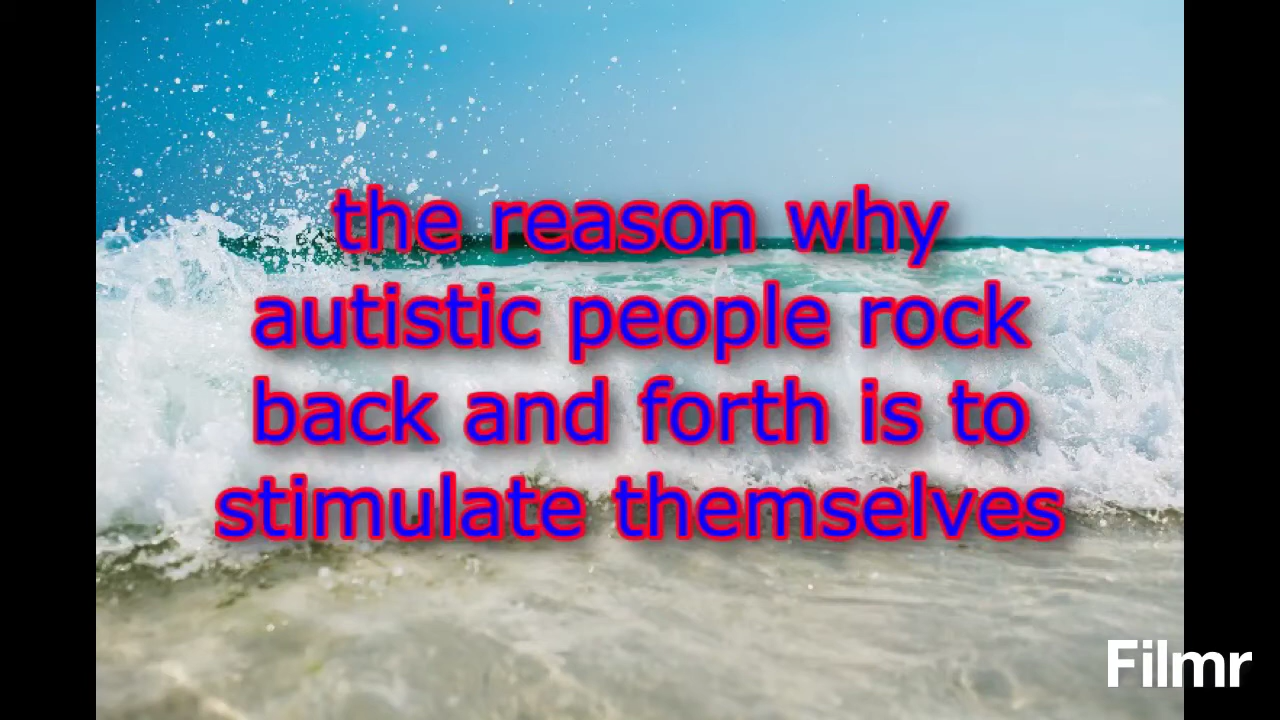 the reason why
autistic people rock
back and forth is to
stimulate themselves
Filmr